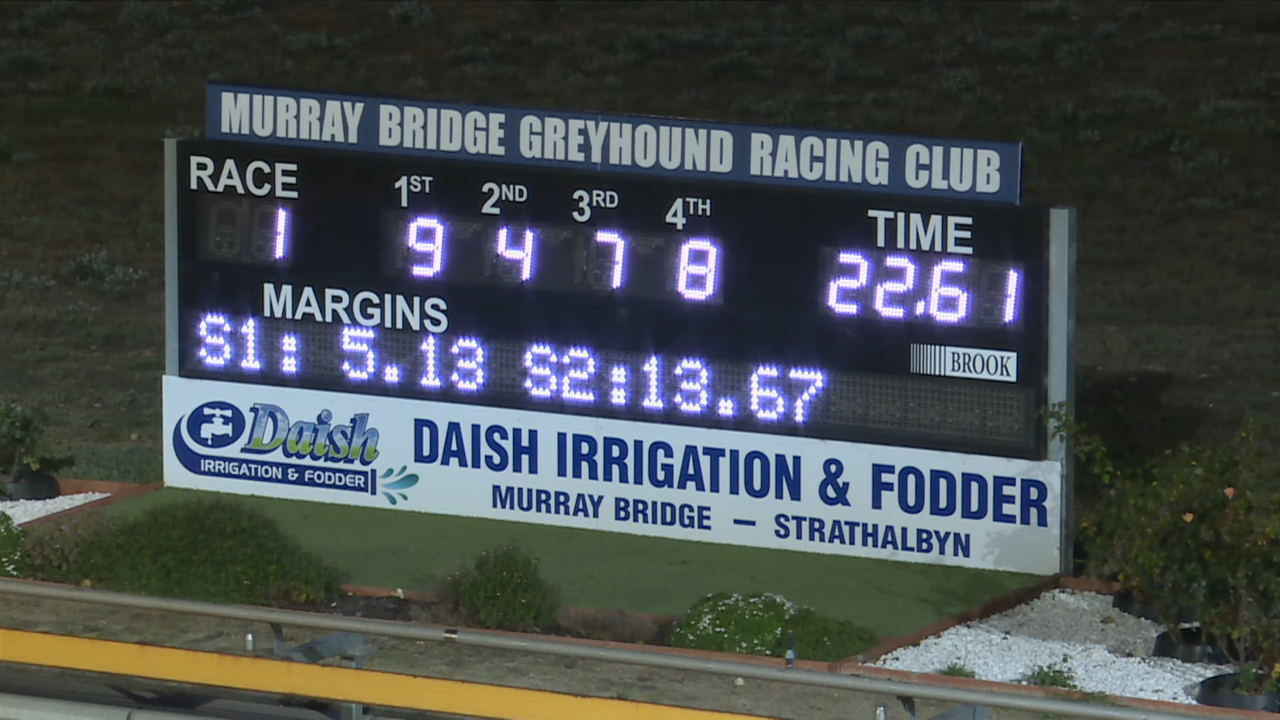 MURRAY BRIDGE GREYHOUND RACING CLUB
RACE 1ST 2ND 3RD 4TH TIME
1 9 4 7 8 22.61
MARGINS
S1: 5.13 S2:13.67
BROOK
Daish
IRRIGATION & FODDER
DAISH IRRIGATION & FODDER
MURRAY BRIDGE – STRATHALBYN